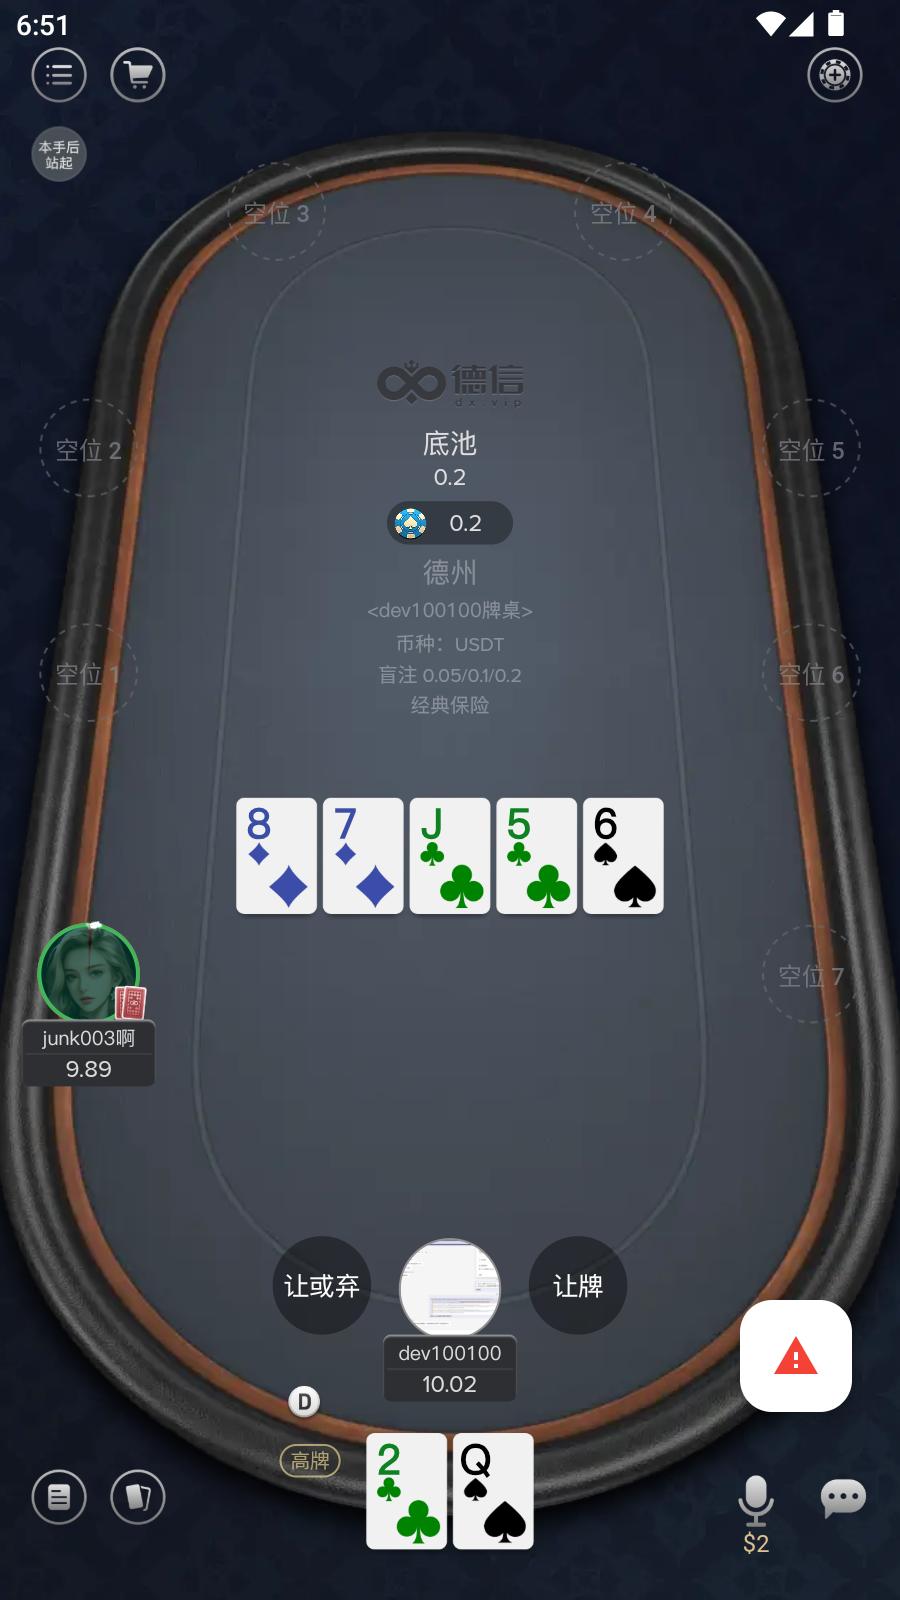 6:51
本手后
站起
空位 3
空位 4
德信
dx.vip
空位 2
底池
空位 5
0.2
0.2
德州
<dev100100牌桌>
币种：USDT
空位 1
盲注 0.05/0.1/0.2
空位 6
经典保险
8
7
J
5
6
空位 7
junk003啊
9.89
让或弃
让牌
dev100100
10.02
D
高牌
2
Q
$2